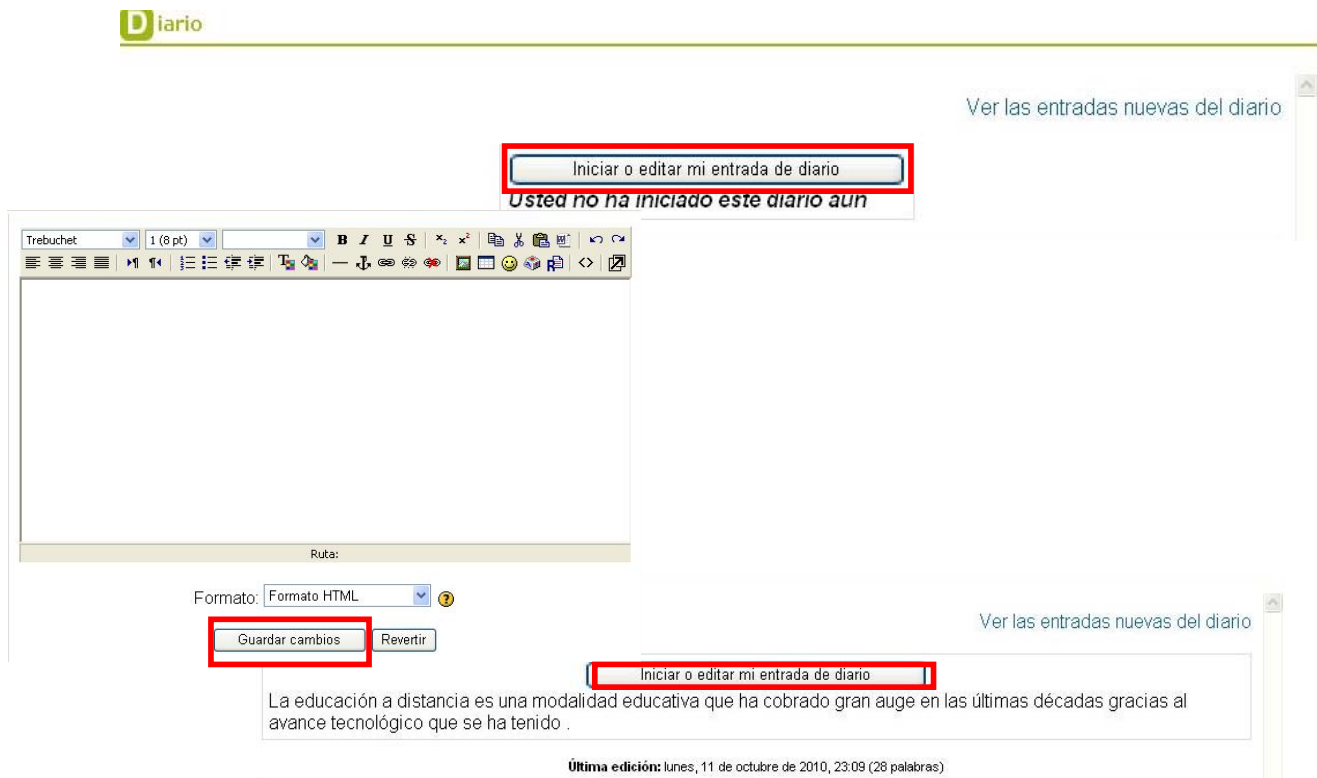 Diario
Ver las entradas nuevas del diario
Iniciar o editar mi entrada de diario
Usted no ha iniciado este diario aún
Trebuchet 1 (8 pt) B I U S
Ruta:
Formato: Formato HTML
Guardar cambios Revertir
Ver las entradas nuevas del diario
Iniciar o editar mi entrada de diario
La educación a distancia es una modalidad educativa que ha cobrado gran auge en las últimas décadas gracias al
avance tecnológico que se ha tenido .
Última edición: lunes, 11 de octubre de 2010, 23:09 (28 palabras)